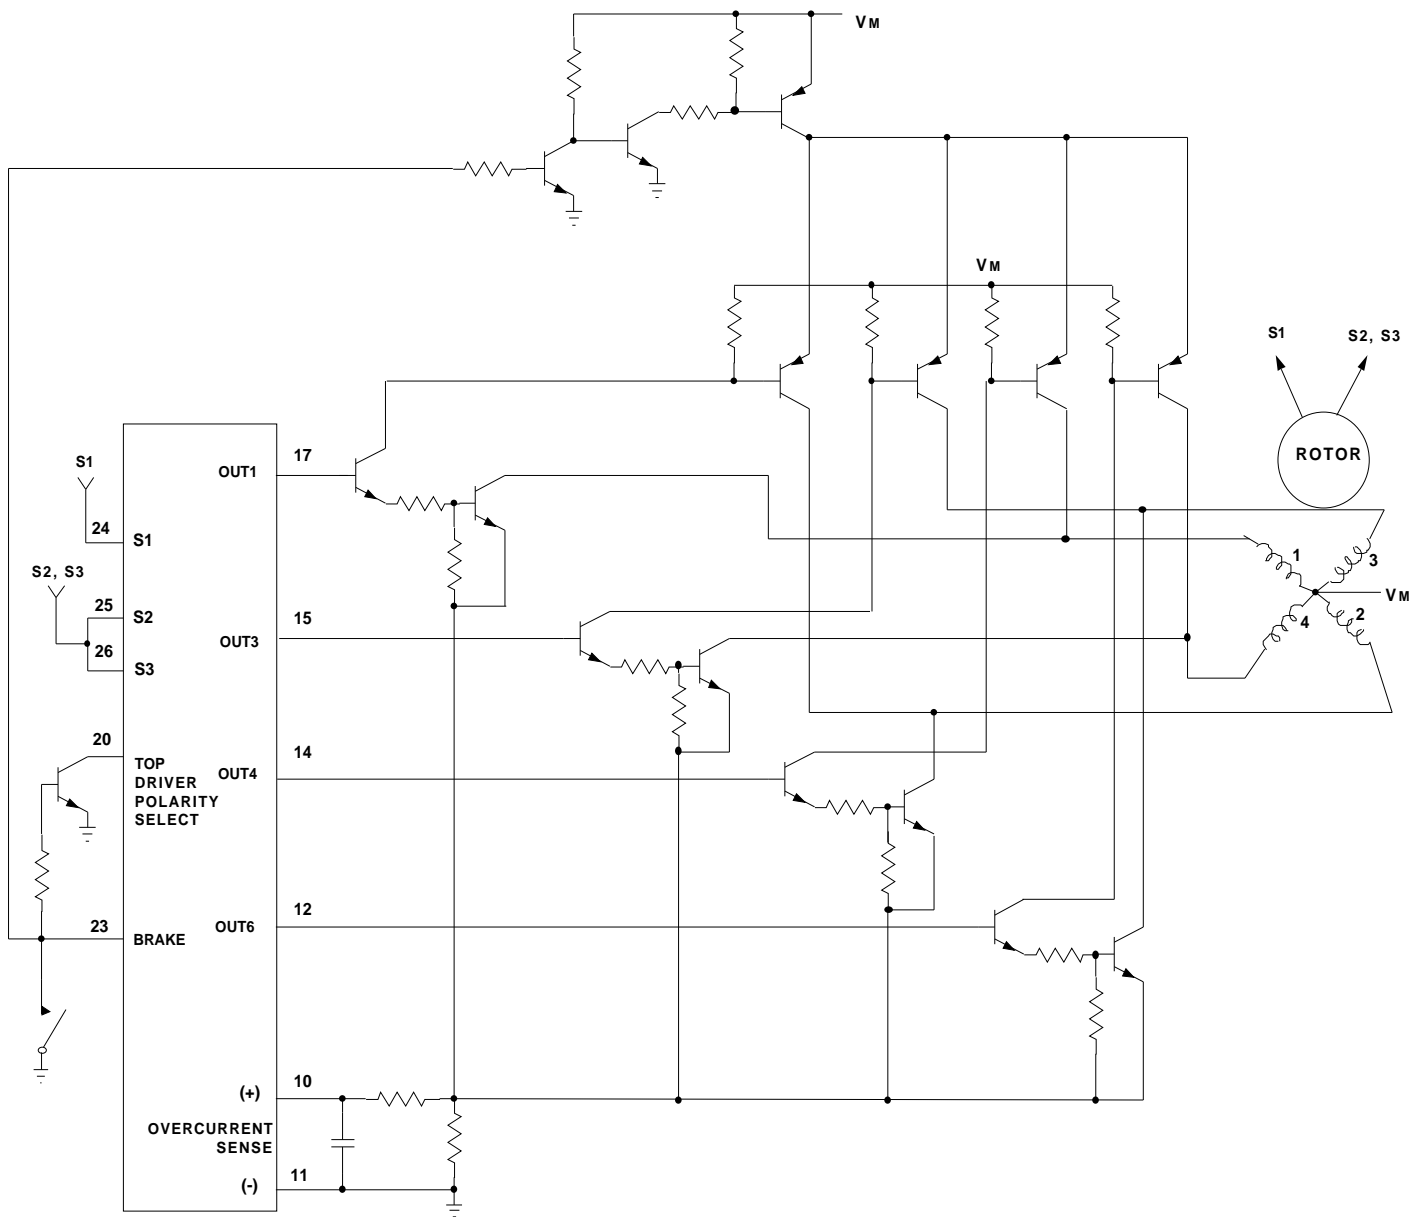 VM
VM
S1
S2, S3
ROTOR
17
OUT1
S1
24
S1
1
3
S2, S3
25
S2
15
VM
4
2
OUT3
26
S3
20
14
TOP
DRIVER
POLARITY
SELECT
OUT4
23
12
BRAKE
OUT6
10
(+)
OVERCURRENT
SENSE
11
(-)